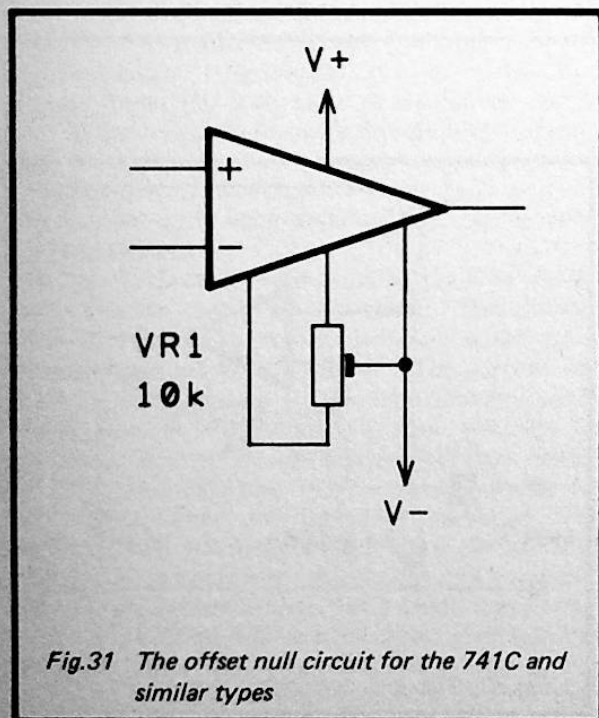 V+
+
−
VR1
10k
V−
Fig.31 The offset null circuit for the 741C and
similar types